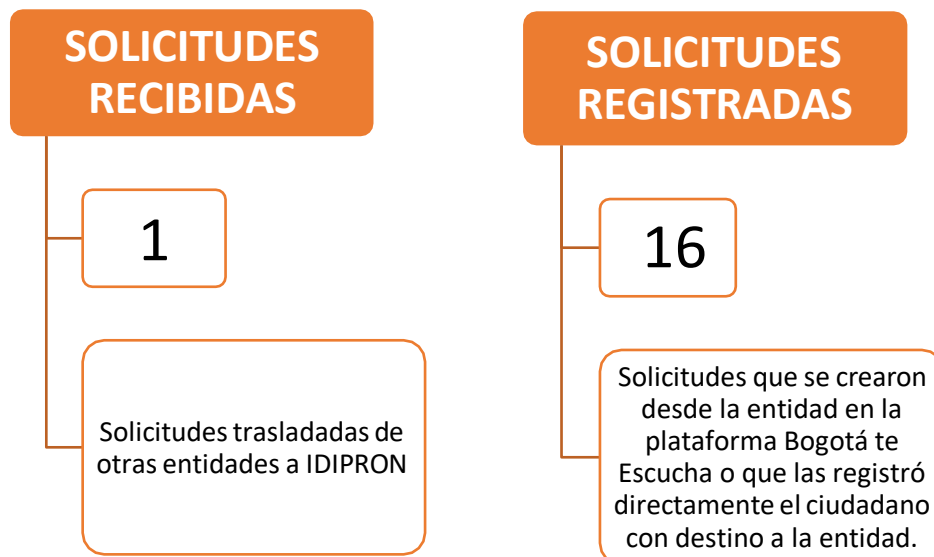 SOLICITUDES
RECIBIDAS
1
Solicitudes trasladadas de
otras entidades a IDIPRON
SOLICITUDES
REGISTRADAS
16
Solicitudes que se crearon
desde la entidad en la
plataforma Bogotá te
Escucha o que las registró
directamente el ciudadano
con destino a la entidad.